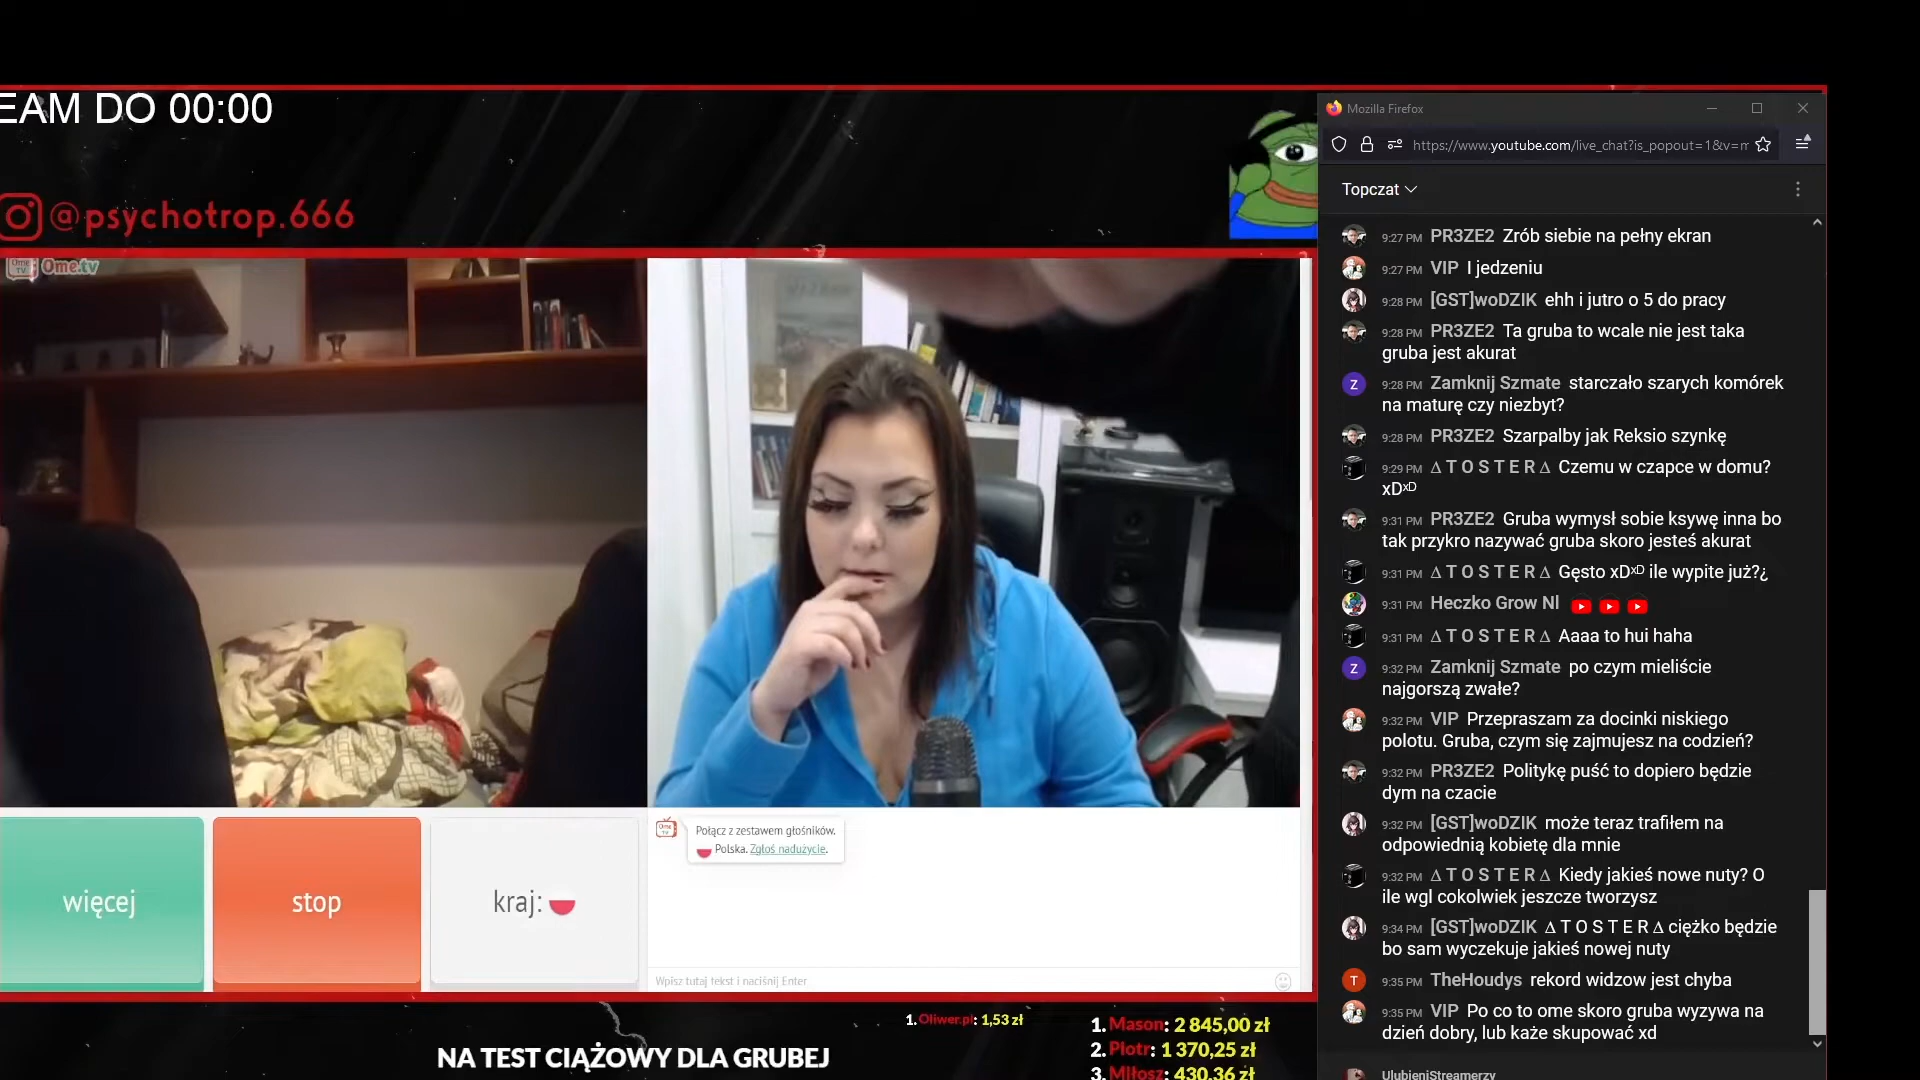 EAM DO 00:00
@psychotrop.666
Ome.tv
więcej
stop
kraj:
Połącz z zestawem głośników.
Polska. Zgłoś nadużycie.
Wpisz tutaj tekst i naciśnij Enter
1. Oliwer.pl: 1,53 zł
NA TEST CIĄŻOWY DLA GRUBEJ
1. Mason: 2 845,00 zł
2. Piotr: 1 370,25 zł
3. Miłosz: 430,36 zł
Mozilla Firefox
https://www.youtube.com/live_chat?is_popout=1&v=m
Topczat
9:27 PM PR3ZE2 Zrób siebie na pełny ekran
9:27 PM VIP I jedzeniu
9:28 PM [GST]woDZIK ehh i jutro o 5 do pracy
9:28 PM PR3ZE2 Ta gruba to wcale nie jest taka
gruba jest akurat
Z 9:28 PM Zamknij Szmate starczało szarych komórek
na maturę czy niezbyt?
9:28 PM PR3ZE2 Szarpalby jak Reksio szynkę
9:29 PM Δ T O S T E R Δ Czemu w czapce w domu?
xDˣᴰ
9:31 PM PR3ZE2 Gruba wymysł sobie ksywę inna bo
tak przykro nazywać gruba skoro jesteś akurat
9:31 PM Δ T O S T E R Δ Gęsto xDˣᴰ ile wypite już?¿
9:31 PM Heczko Grow Nl
9:31 PM Δ T O S T E R Δ Aaaa to hui haha
Z 9:32 PM Zamknij Szmate po czym mieliście
najgorszą zwałe?
9:32 PM VIP Przepraszam za docinki niskiego
polotu. Gruba, czym się zajmujesz na codzień?
9:32 PM PR3ZE2 Politykę puść to dopiero będzie
dym na czacie
9:32 PM [GST]woDZIK może teraz trafiłem na
odpowiednią kobietę dla mnie
9:32 PM Δ T O S T E R Δ Kiedy jakieś nowe nuty? O
ile wgl cokolwiek jeszcze tworzysz
9:34 PM [GST]woDZIK Δ T O S T E R Δ ciężko będzie
bo sam wyczekuje jakieś nowej nuty
T 9:35 PM TheHoudys rekord widzow jest chyba
9:35 PM VIP Po co to ome skoro gruba wyzywa na
dzień dobry, lub każe skupować xd
UlubieniStreamerzy